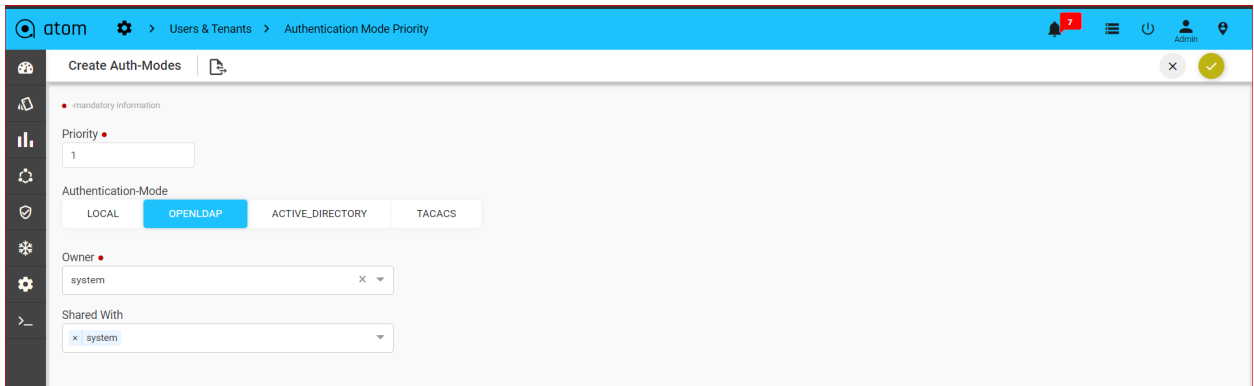 atom > Users & Tenants > Authentication Mode Priority 7 Admin
Create Auth-Modes
-mandatory information
Priority
1
Authentication-Mode
LOCAL OPENLDAP ACTIVE_DIRECTORY TACACS
Owner
system ×
Shared With
× system